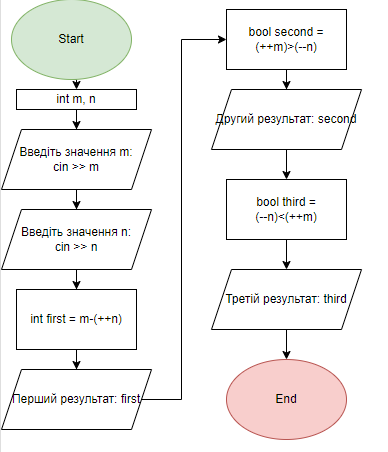 Start
int m, n
Введіть значення m:
cin >> m
Введіть значення n:
cin >> n
int first = m-(++n)
Перший результат: first
bool second =
(++m)>(--n)
Другий результат: second
bool third =
(--n)<(++m)
Третій результат: third
End